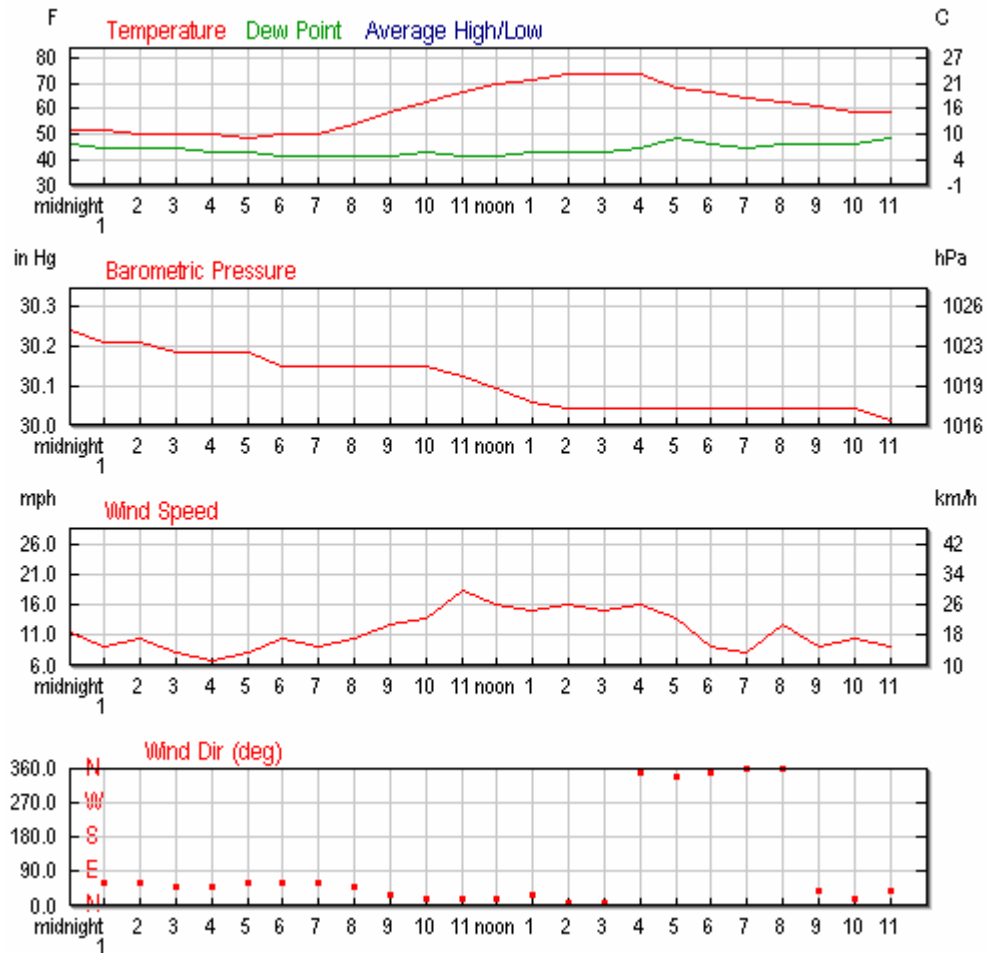 F Temperature Dew Point Average High/Low C
80 27
70 21
60 16
50 10
40 4
30 -1
midnight 2 3 4 5 6 7 8 9 10 11 noon 1 2 3 4 5 6 7 8 9 10 11
1
in Hg Barometric Pressure hPa
30.3 1026
30.2 1023
30.1 1019
30.0 1016
midnight 2 3 4 5 6 7 8 9 10 11 noon 1 2 3 4 5 6 7 8 9 10 11
1
mph Wind Speed km/h
26.0 42
21.0 34
16.0 26
11.0 18
6.0 10
midnight 2 3 4 5 6 7 8 9 10 11 noon 1 2 3 4 5 6 7 8 9 10 11
1
Wind Dir (deg)
360.0 N
270.0 W
180.0 S
90.0 E
0.0 N
midnight 2 3 4 5 6 7 8 9 10 11 noon 1 2 3 4 5 6 7 8 9 10 11
1